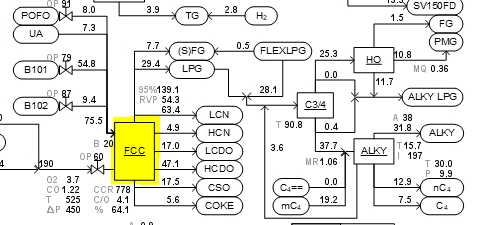 OP 91
POFO 8.0 3.9 TG 2.8 H₂ SV150FD
UA 7.3 1.5 FG
PMG
7.7 (S)FG 0.5 FLEXLPG 25.3 HO 10.8
OP 79
B101 54.8 29.4 LPG MQ 0.36
0.0 11.7
95% 139.1 28.1
OP 87
RVP 54.3 C3/4 ALKY LPG
B102 9.4 63.4
LCN A 38
75.5 T 90.8 0.4 31.8 ALKY
4.9 HCN
B 20 3.6 37.7 ALKY T 15.7
FCC 17.0 LCDO I 197
OP 60 MR 1.06
190 47.1 HCDO T 30.0
P 9.9
O2 3.7 CCR 778 17.5 CSO C₄== 0.0 12.9 nC₄
CO 1.22 C/O 4.1
T 525 % 64.1 5.6 COKE mC₄ 19.2 7.5 C₄
ΔP 450